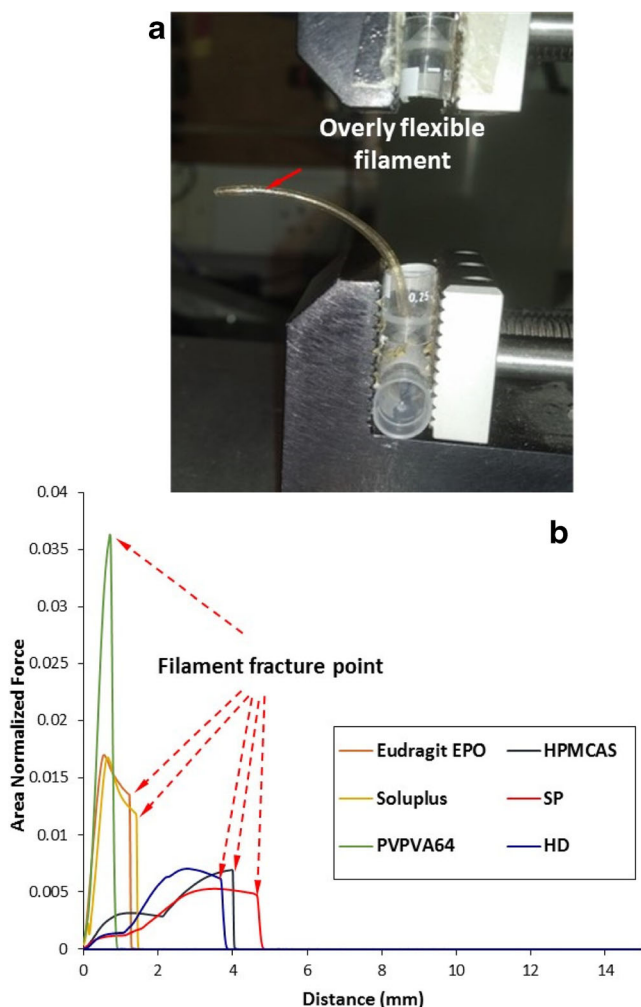 a
Overly flexible
filament
0,25
b
0.04
0.035
0.03
0.025
0.02
0.015
0.01
0.005
0
Area Normalized Force
Filament fracture point
Eudragit EPO
HPMCAS
Soluplus
SP
PVPVA64
HD
0 2 4 6 8 10 12 14
Distance (mm)